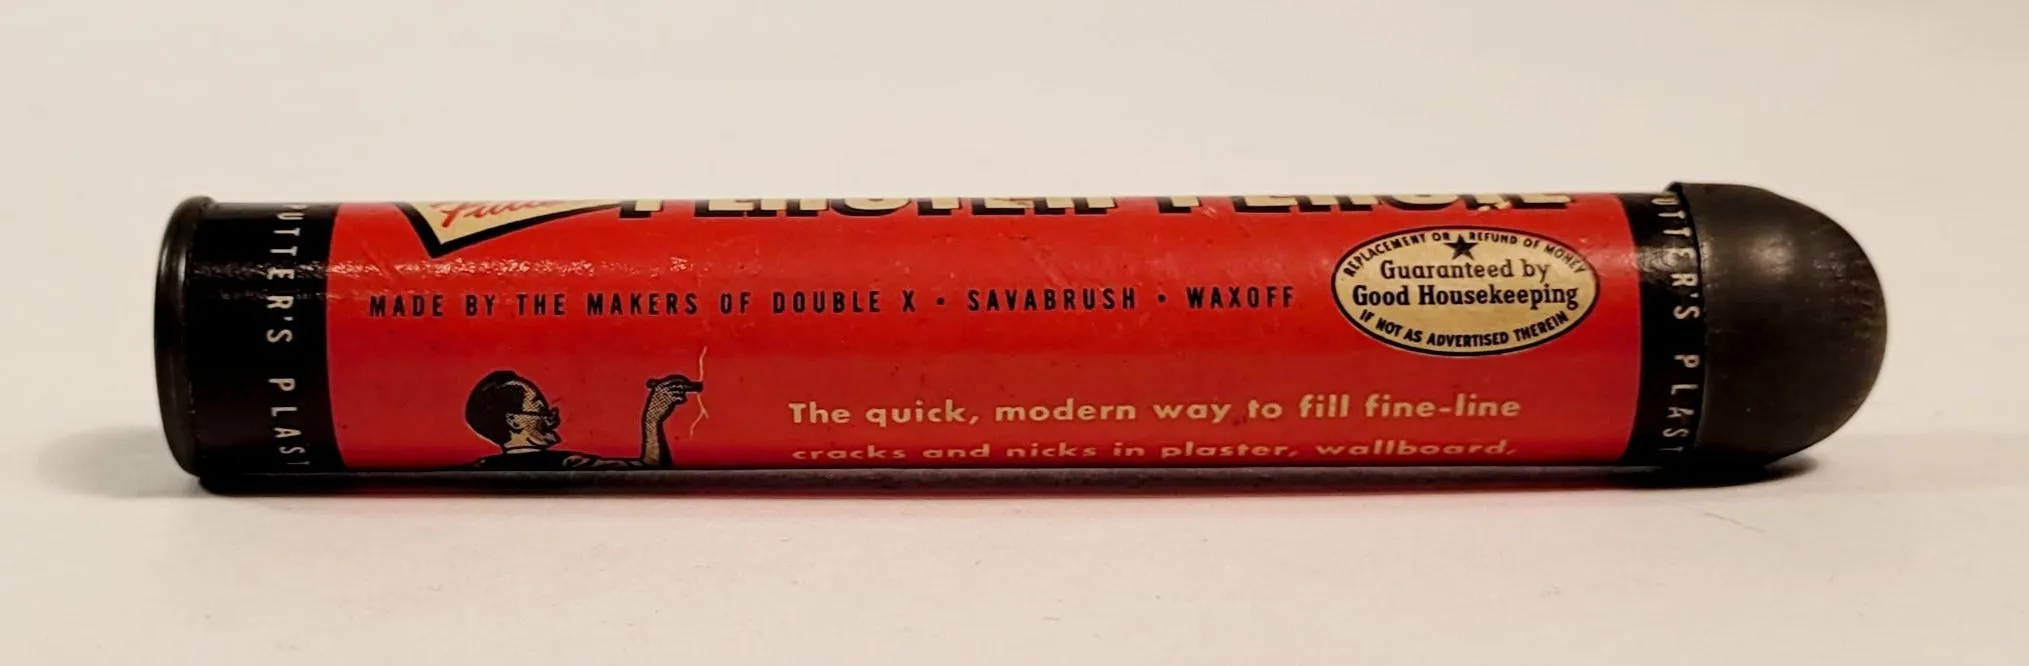 MADE BY THE MAKERS OF DOUBLE X • SAVABRUSH • WAXOFF
REPLACEMENT OR REFUND OF MONEY
Guaranteed by
Good Housekeeping
IF NOT AS ADVERTISED THEREIN
The quick, modern way to fill fine-line
cracks and nicks in plaster, wallboard,